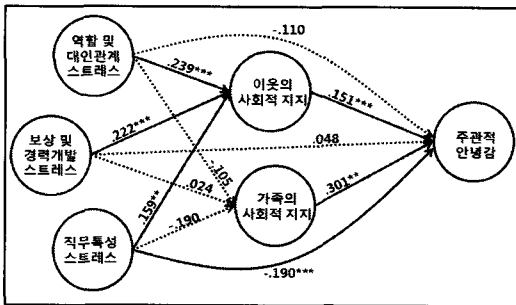 역할 및
대인관계
스트레스
-.110
.239***
이웃의
사회적 지지
.151***
보상 및
경력개발
스트레스
.222***
.048
주관적
안녕감
-.105
.024
.301**
가족의
사회적 지지
.159**
-.190
직무특성
스트레스
-.190***